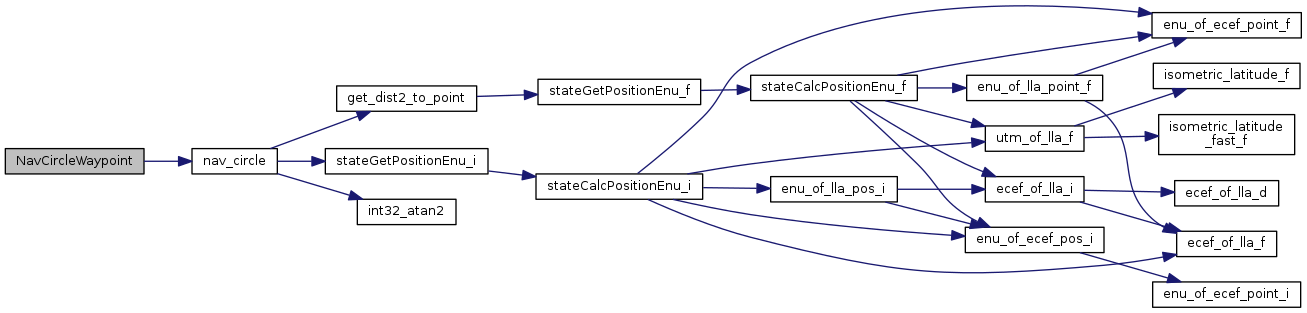 NavCircleWaypoint
nav_circle
get_dist2_to_point
stateGetPositionEnu_i
int32_atan2
stateGetPositionEnu_f
stateCalcPositionEnu_i
stateCalcPositionEnu_f
enu_of_lla_pos_i
enu_of_lla_point_f
utm_of_lla_f
ecef_of_lla_i
enu_of_ecef_pos_i
enu_of_ecef_point_f
isometric_latitude_f
isometric_latitude
_fast_f
ecef_of_lla_d
ecef_of_lla_f
enu_of_ecef_point_i